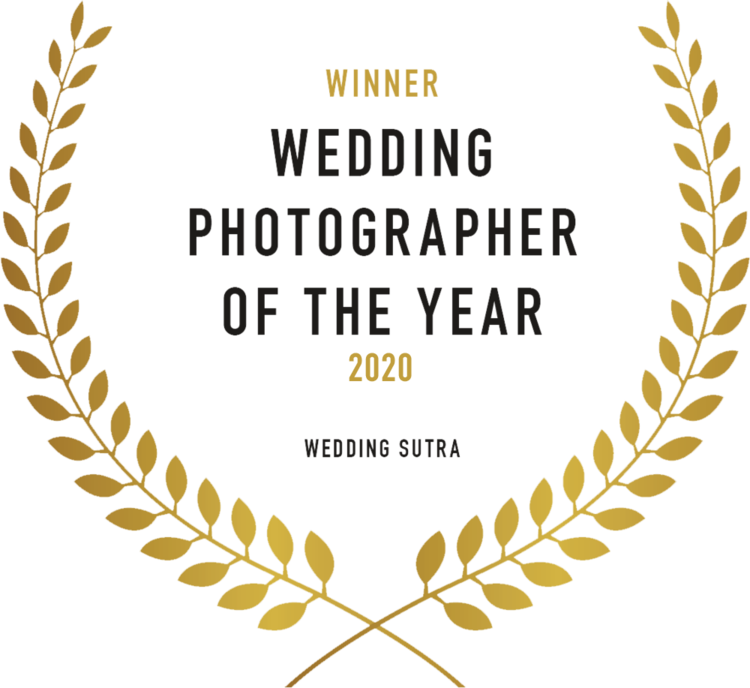 WINNER
WEDDING
PHOTOGRAPHER
OF THE YEAR
2020
WEDDING SUTRA